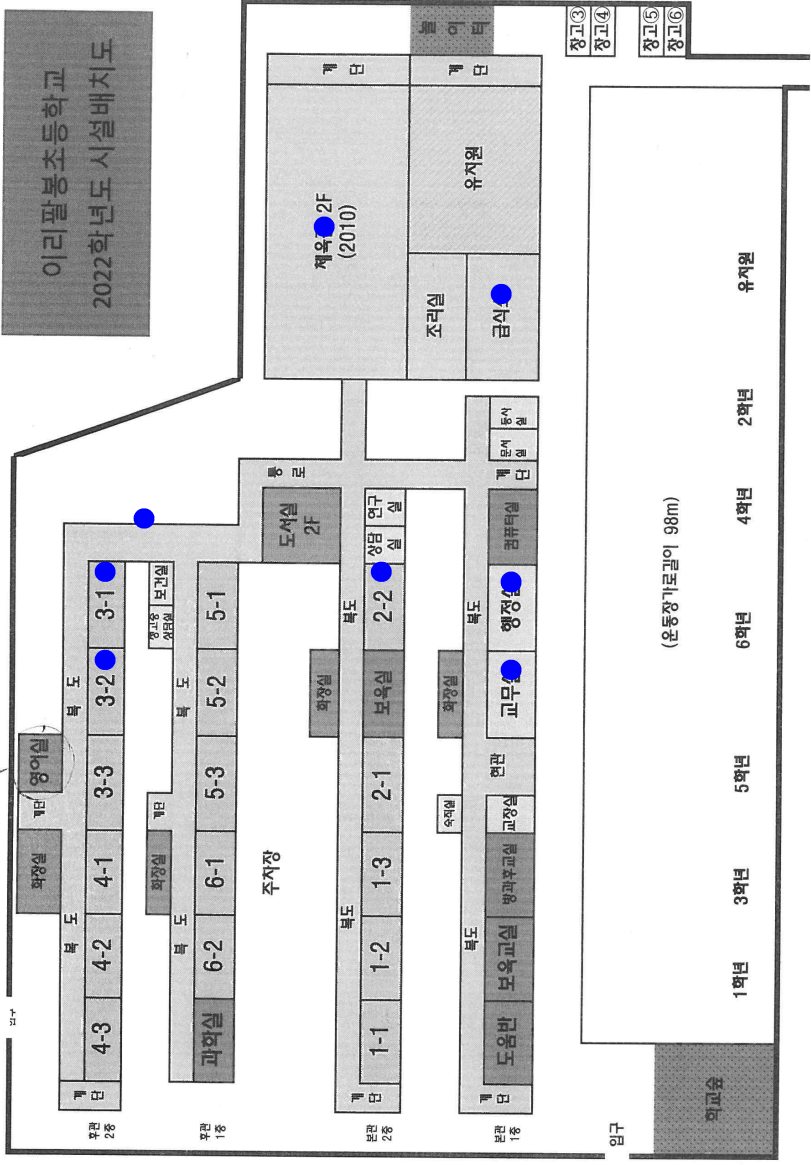 이리팔봉초등학교
2022학년도 시설배치도
입구
화장실
계단
영어실
복 도
복 도
계 단
4-3
4-2
4-1
3-3
3-2
3-1
후관
2층
화장실
계단
보건실
복 도
복 도
과학실
6-2
6-1
5-3
5-2
5-1
후관
1층
주차장
도서실
2F
통 로
화장실
복도
복도
계 단
1-1
1-2
1-3
2-1
보육실
2-2
상담실
연구실
본관
2층
체육 2F
(2010)
계 단
숙직실
화장실
복도
복도
계 단
도움반
보육교실
방과후교실
교장실
현관
교무실
행정실
컴퓨터실
계 단
문서실
등사실
본관
1층
조리실
급식
유치원
계 단
놀 이 터
창고③
창고④
창고⑤
창고⑥
입구
(운동장가로길이 98m)
학교숲
1학년
3학년
5학년
6학년
4학년
2학년
유치원